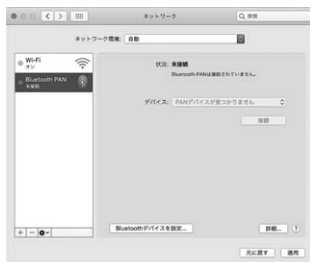 ネットワーク
検索
ネットワーク環境: 自動
Wi-Fi
オン
Bluetooth PAN
未接続
状況: 未接続
Bluetooth PANは接続されていません。
デバイス: PANデバイスが見つかりません
接続
Bluetoothデバイスを設定...
詳細...
?
元に戻す
適用